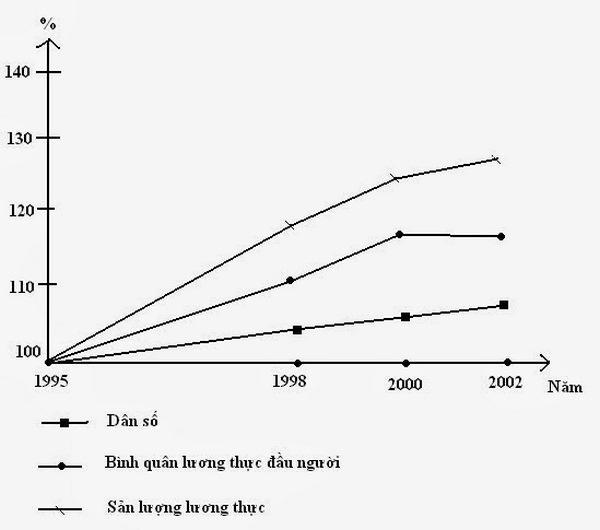 %
140
130
120
110
100
1995 1998 2000 2002 Năm
Dân số
Bình quân lương thực đầu người
Sản lượng lương thực